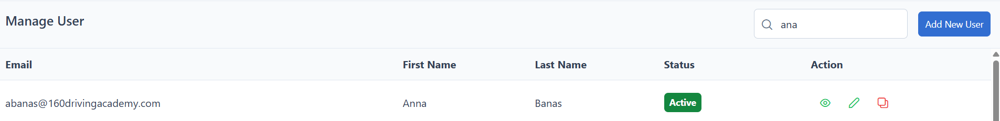 Manage User
ana
Add New User
Email First Name Last Name Status Action
abanas@160drivingacademy.com Anna Banas Active